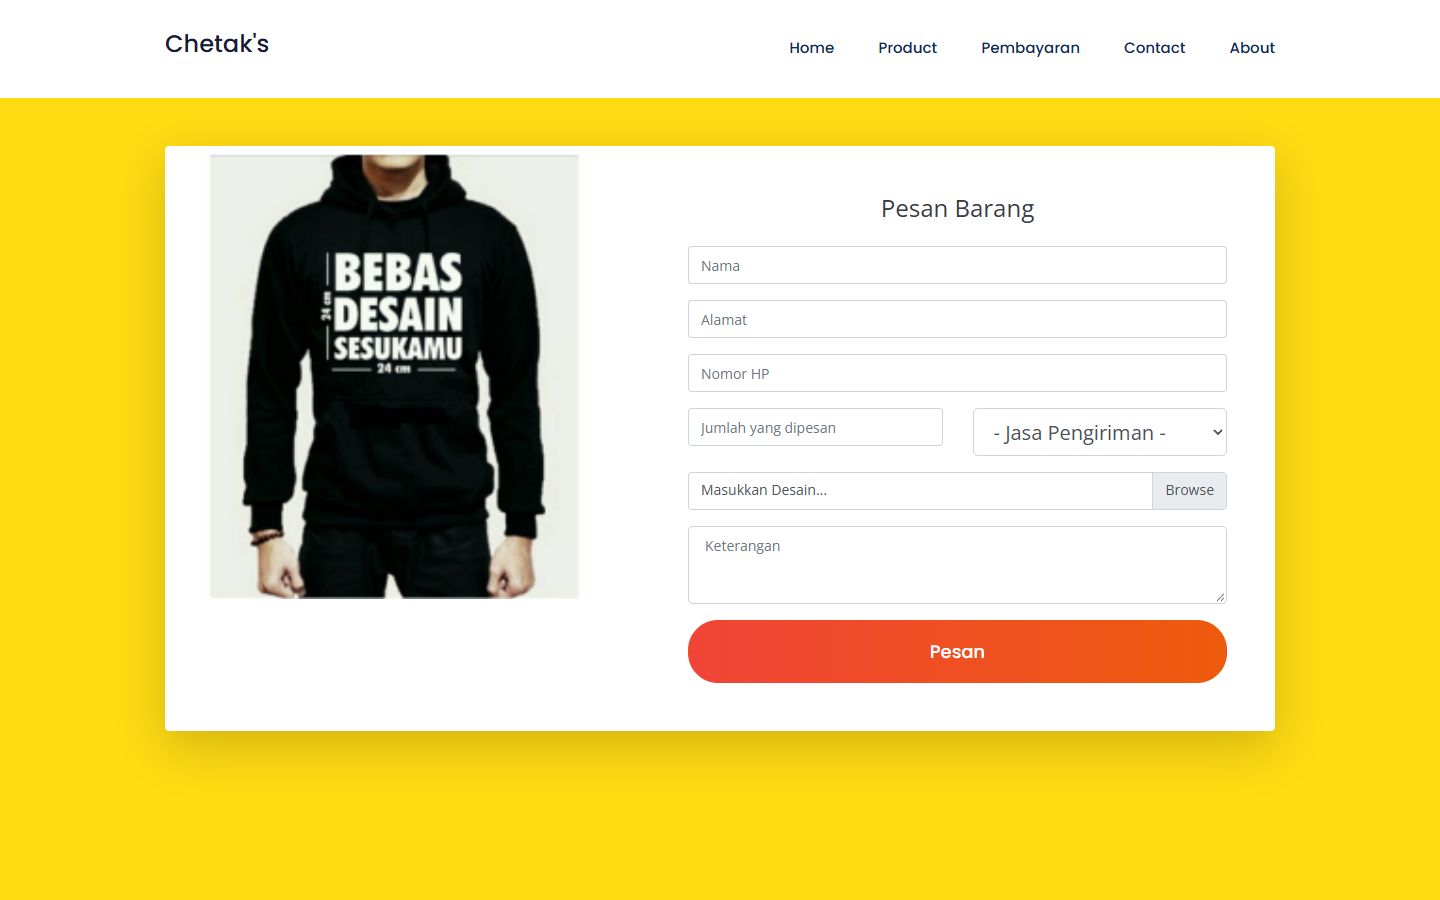 Chetak's
Home
Product
Pembayaran
Contact
About
BEBAS
DESAIN
SESUKAMU
24 cm
24 cm
Pesan Barang
Nama
Alamat
Nomor HP
Jumlah yang dipesan
- Jasa Pengiriman -
Masukkan Desain...
Browse
Keterangan
Pesan